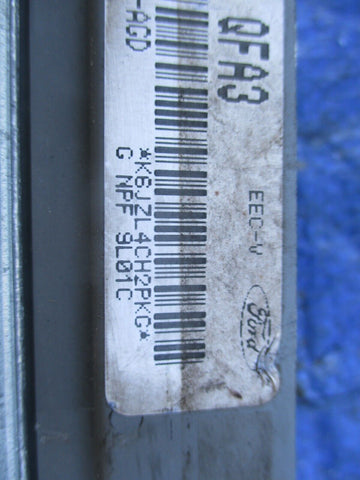 QFA3
EEC-V
Ford
-AGD
*K6JZL4CH2PKG*
G NPF 9L01C